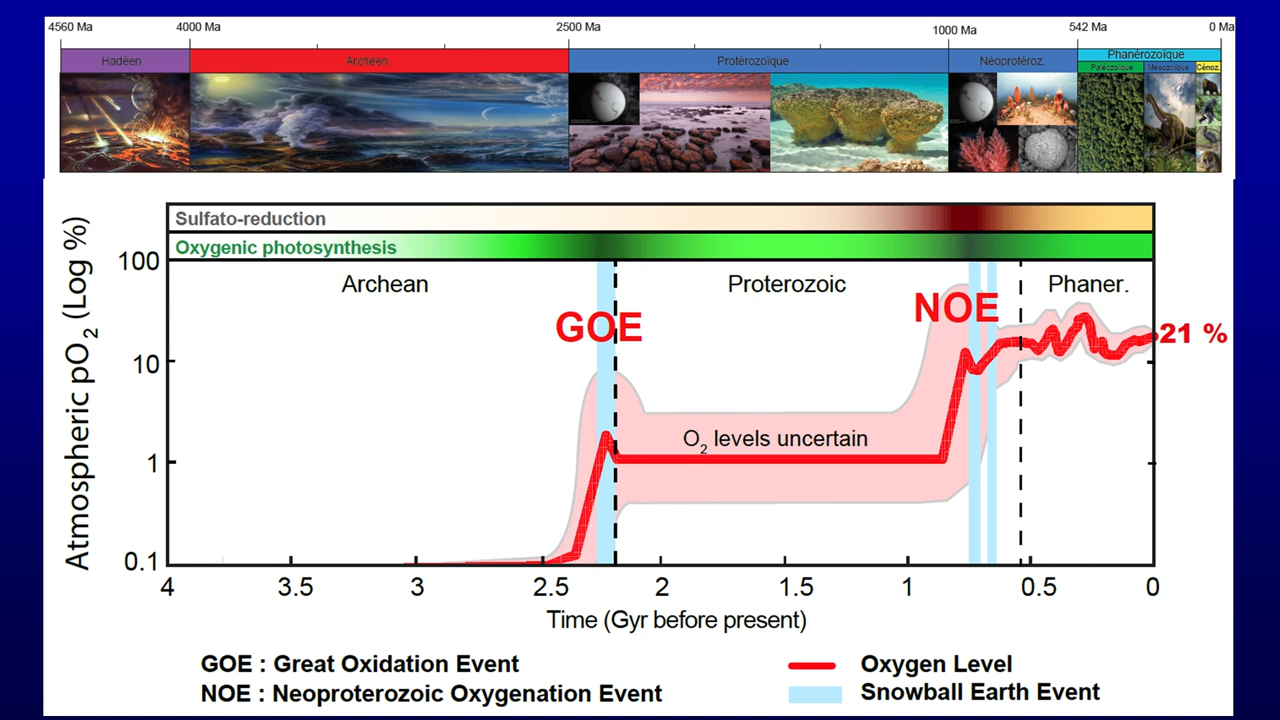 4560 Ma 4000 Ma 2500 Ma 1000 Ma 542 Ma 0 Ma
Hadéen Archéen Protérozoïque Néoprotéroz. Phanérozoïque
Paléozoïque Mésozoïque Cénoz.
Sulfato-reduction
Oxygenic photosynthesis
Atmospheric pO2 (Log %)
100
10
1
0.1
Archean Proterozoic Phaner.
GOE NOE
21 %
O2 levels uncertain
4 3.5 3 2.5 2 1.5 1 0.5 0
Time (Gyr before present)
GOE : Great Oxidation Event
NOE : Neoproterozoic Oxygenation Event
Oxygen Level
Snowball Earth Event